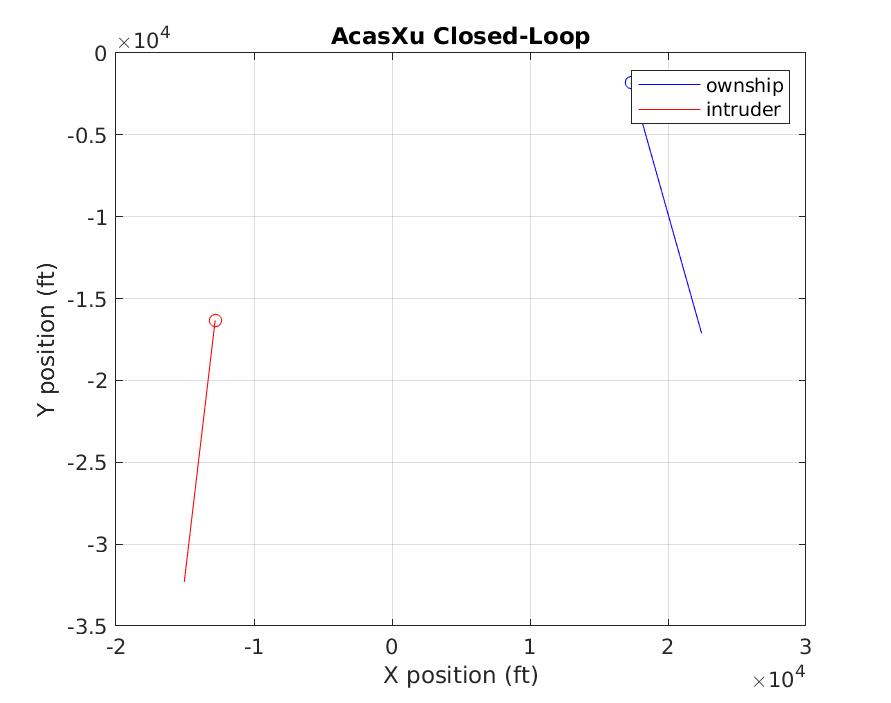 AcasXu Closed-Loop
×10⁴
0
-0.5
-1
-1.5
-2
-2.5
-3
-3.5
Y position (ft)
ownship
intruder
-2 -1 0 1 2 3
X position (ft)
×10⁴